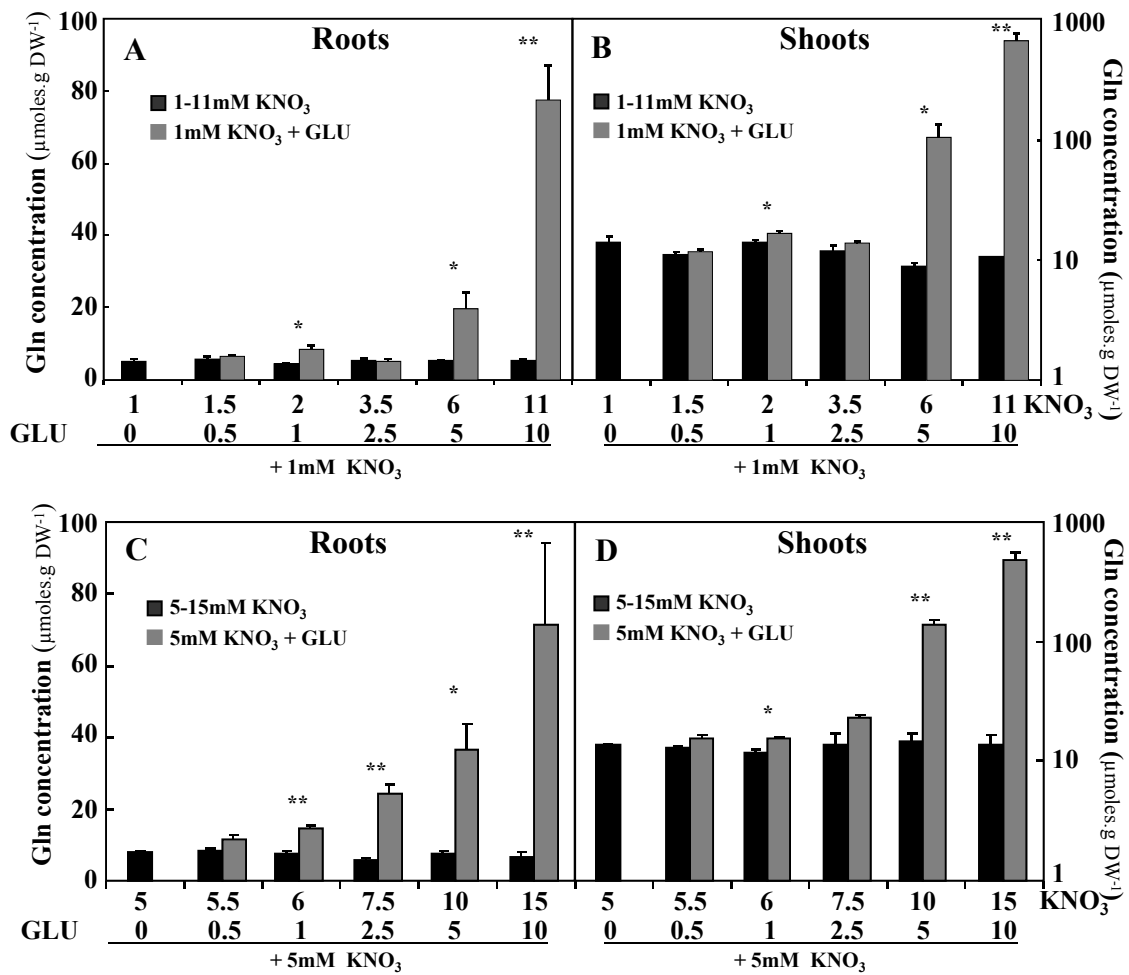 100
80
60
40
20
0
Gln concentration (μmoles.g DW-1)
A
Roots
**
1-11mM KNO3
1mM KNO3 + GLU
*
*
B
Shoots
**
1-11mM KNO3
1mM KNO3 + GLU
*
*
1000
100
10
1
Gln concentration (μmoles.g DW-1)
1 1.5 2 3.5 6 11 1 1.5 2 3.5 6 11 KNO3
GLU 0 0.5 1 2.5 5 10 0 0.5 1 2.5 5 10
+ 1mM KNO3 + 1mM KNO3
100
80
60
40
20
0
Gln concentration (μmoles.g DW-1)
C
Roots
**
5-15mM KNO3
5mM KNO3 + GLU
*
**
**
D
Shoots
**
5-15mM KNO3
5mM KNO3 + GLU
**
*
1000
100
10
1
Gln concentration (μmoles.g DW-1)
5 5.5 6 7.5 10 15 5 5.5 6 7.5 10 15 KNO3
GLU 0 0.5 1 2.5 5 10 0 0.5 1 2.5 5 10
+ 5mM KNO3 + 5mM KNO3